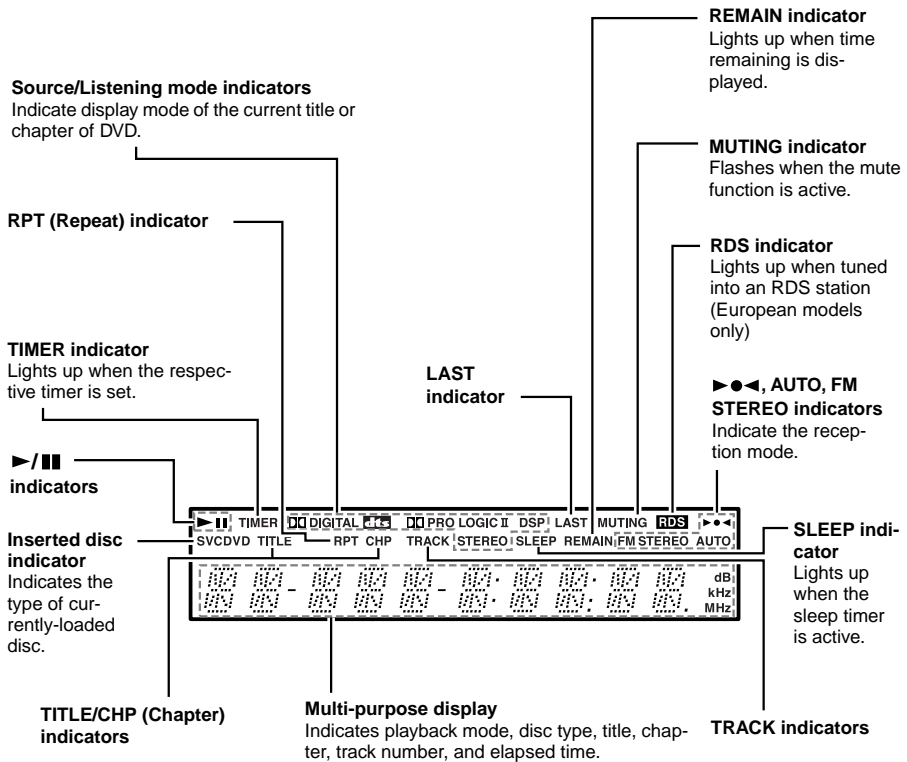 REMAIN indicator
Lights up when time
remaining is dis-
played.
Source/Listening mode indicators
Indicate display mode of the current title or
chapter of DVD.
MUTING indicator
Flashes when the mute
function is active.
RPT (Repeat) indicator
RDS indicator
Lights up when tuned
into an RDS station
(European models
only)
TIMER indicator
Lights up when the respec-
tive timer is set.
LAST
indicator
►●◄, AUTO, FM
STEREO indicators
Indicate the recep-
tion mode.
►/▮▮
indicators
►▮▮ TIMER DD DIGITAL dts DD PRO LOGIC II DSP LAST MUTING RDS ►●◄
SVCDVD TITLE RPT CHP TRACK STEREO SLEEP REMAIN FM STEREO AUTO
dB
kHz
MHz
Inserted disc
indicator
Indicates the
type of cur-
rently-loaded
disc.
SLEEP indi-
cator
Lights up
when the
sleep timer
is active.
TITLE/CHP (Chapter)
indicators
Multi-purpose display
Indicates playback mode, disc type, title, chap-
ter, track number, and elapsed time.
TRACK indicators